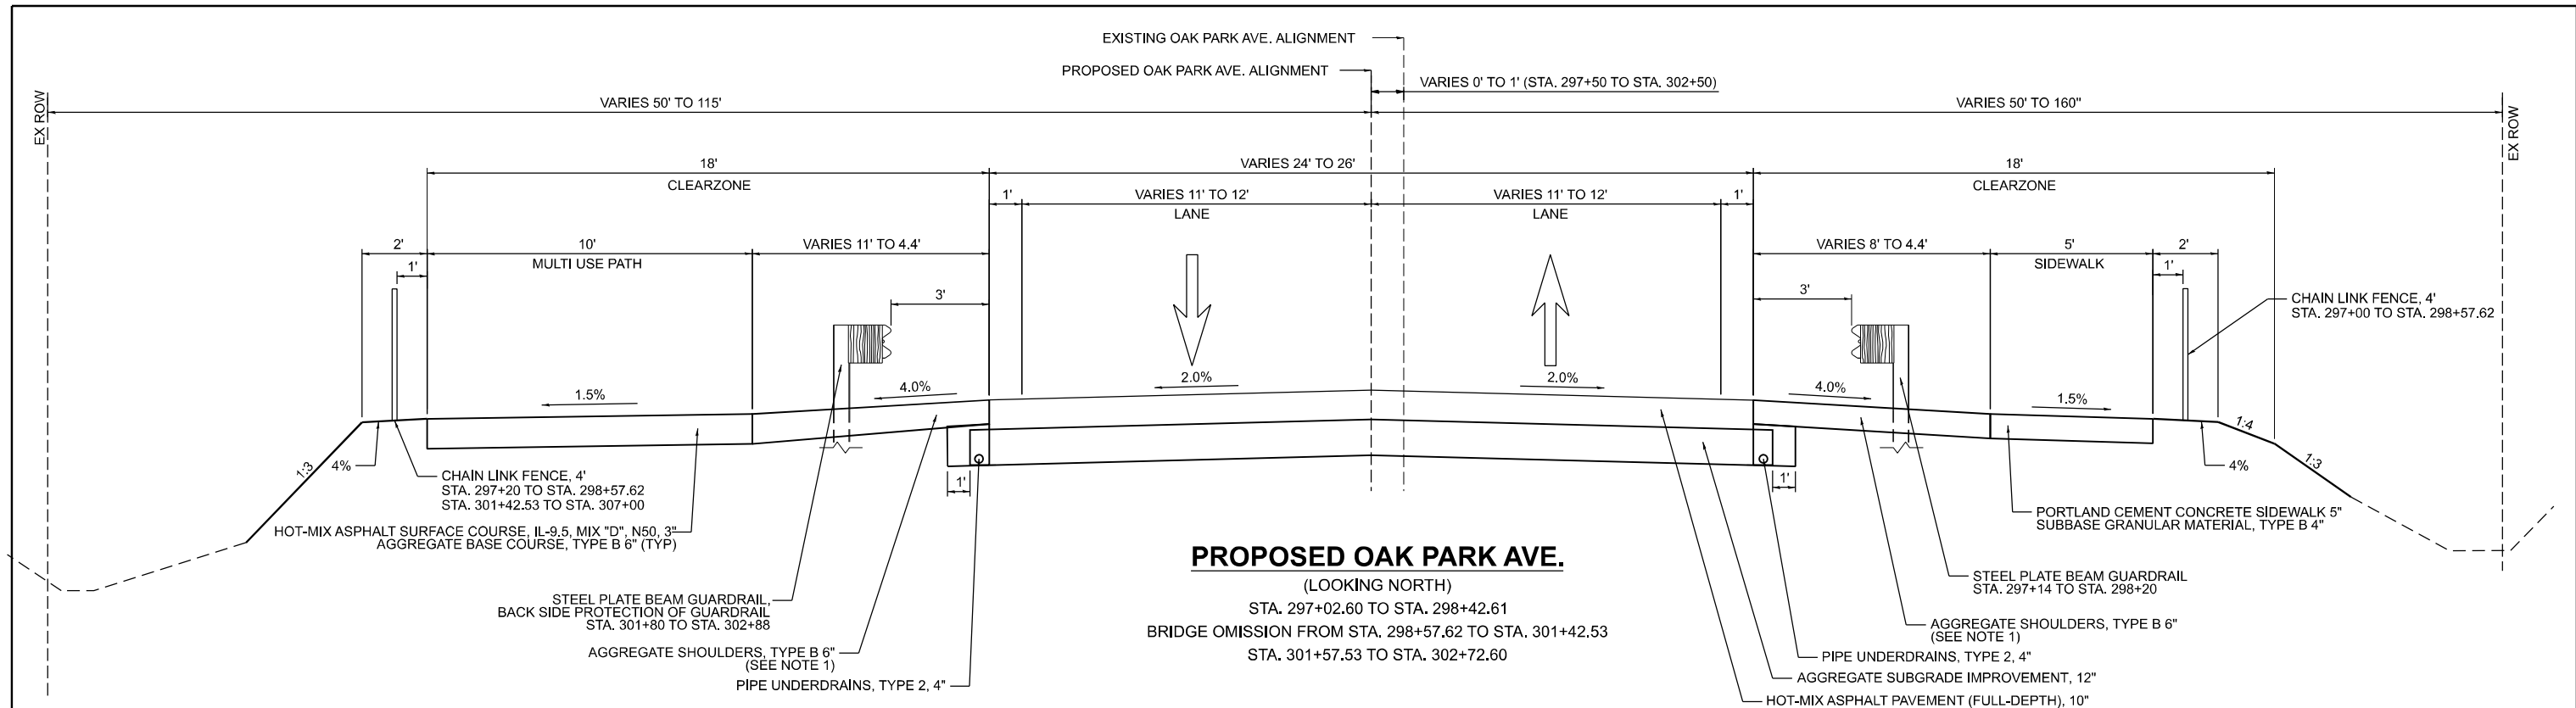 EXISTING OAK PARK AVE. ALIGNMENT
PROPOSED OAK PARK AVE. ALIGNMENT
VARIES 0' TO 1' (STA. 297+50 TO STA. 302+50)
EX ROW
VARIES 50' TO 115'
VARIES 50' TO 160"
EX ROW
18'
CLEARZONE
VARIES 24' TO 26'
18'
CLEARZONE
1'
VARIES 11' TO 12'
LANE
VARIES 11' TO 12'
LANE
1'
2'
10'
MULTI USE PATH
VARIES 11' TO 4.4'
VARIES 8' TO 4.4'
5'
SIDEWALK
2'
1'
1'
3'
3'
CHAIN LINK FENCE, 4'
STA. 297+00 TO STA. 298+57.62
1.5%
4.0%
2.0%
2.0%
4.0%
1.5%
1:3
4%
1:4
1:3
4%
CHAIN LINK FENCE, 4'
STA. 297+20 TO STA. 298+57.62
STA. 301+42.53 TO STA. 307+00
1'
1'
HOT-MIX ASPHALT SURFACE COURSE, IL-9.5, MIX "D", N50, 3"
AGGREGATE BASE COURSE, TYPE B 6" (TYP)
PORTLAND CEMENT CONCRETE SIDEWALK 5"
SUBBASE GRANULAR MATERIAL, TYPE B 4"
PROPOSED OAK PARK AVE.
(LOOKING NORTH)
STA. 297+02.60 TO STA. 298+42.61
BRIDGE OMISSION FROM STA. 298+57.62 TO STA. 301+42.53
STA. 301+57.53 TO STA. 302+72.60
STEEL PLATE BEAM GUARDRAIL,
BACK SIDE PROTECTION OF GUARDRAIL
STA. 301+80 TO STA. 302+88
STEEL PLATE BEAM GUARDRAIL
STA. 297+14 TO STA. 298+20
AGGREGATE SHOULDERS, TYPE B 6"
(SEE NOTE 1)
AGGREGATE SHOULDERS, TYPE B 6"
(SEE NOTE 1)
PIPE UNDERDRAINS, TYPE 2, 4"
PIPE UNDERDRAINS, TYPE 2, 4"
AGGREGATE SUBGRADE IMPROVEMENT, 12"
HOT-MIX ASPHALT PAVEMENT (FULL-DEPTH), 10"